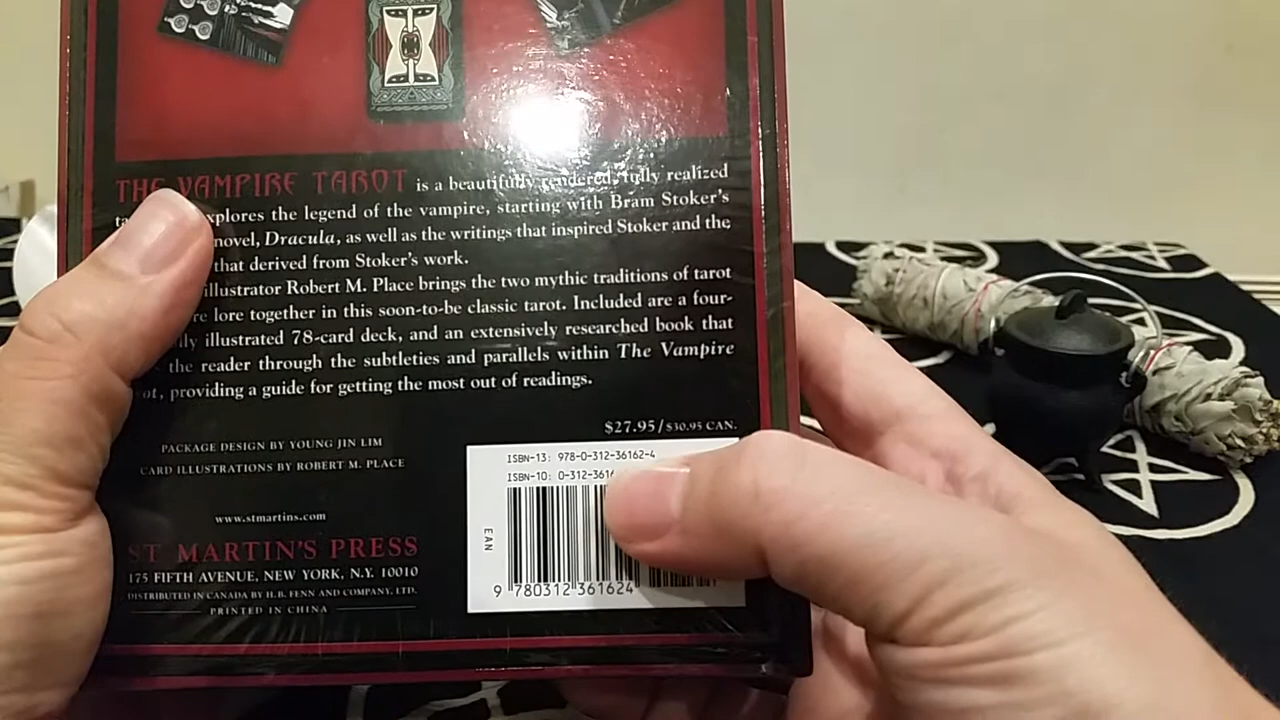 THE VAMPIRE TAROT is a beautifully rendered, fully realized
explores the legend of the vampire, starting with Bram Stoker's
novel, Dracula, as well as the writings that inspired Stoker and the
that derived from Stoker's work.
illustrator Robert M. Place brings the two mythic traditions of tarot
lore together in this soon-to-be classic tarot. Included are a four-
illustrated 78-card deck, and an extensively researched book that
the reader through the subtleties and parallels within The Vampire
providing a guide for getting the most out of readings.
$27.95/$30.95 CAN.
PACKAGE DESIGN BY YOUNG JIN LIM
CARD ILLUSTRATIONS BY ROBERT M. PLACE
www.stmartins.com
ST MARTIN'S PRESS
175 FIFTH AVENUE, NEW YORK, N.Y. 10010
DISTRIBUTED IN CANADA BY H.B. FENN AND COMPANY, LTD.
PRINTED IN CHINA
ISBN-13: 978-0-312-36162-4
ISBN-10: 0-312-361
EAN
9 780312 361624